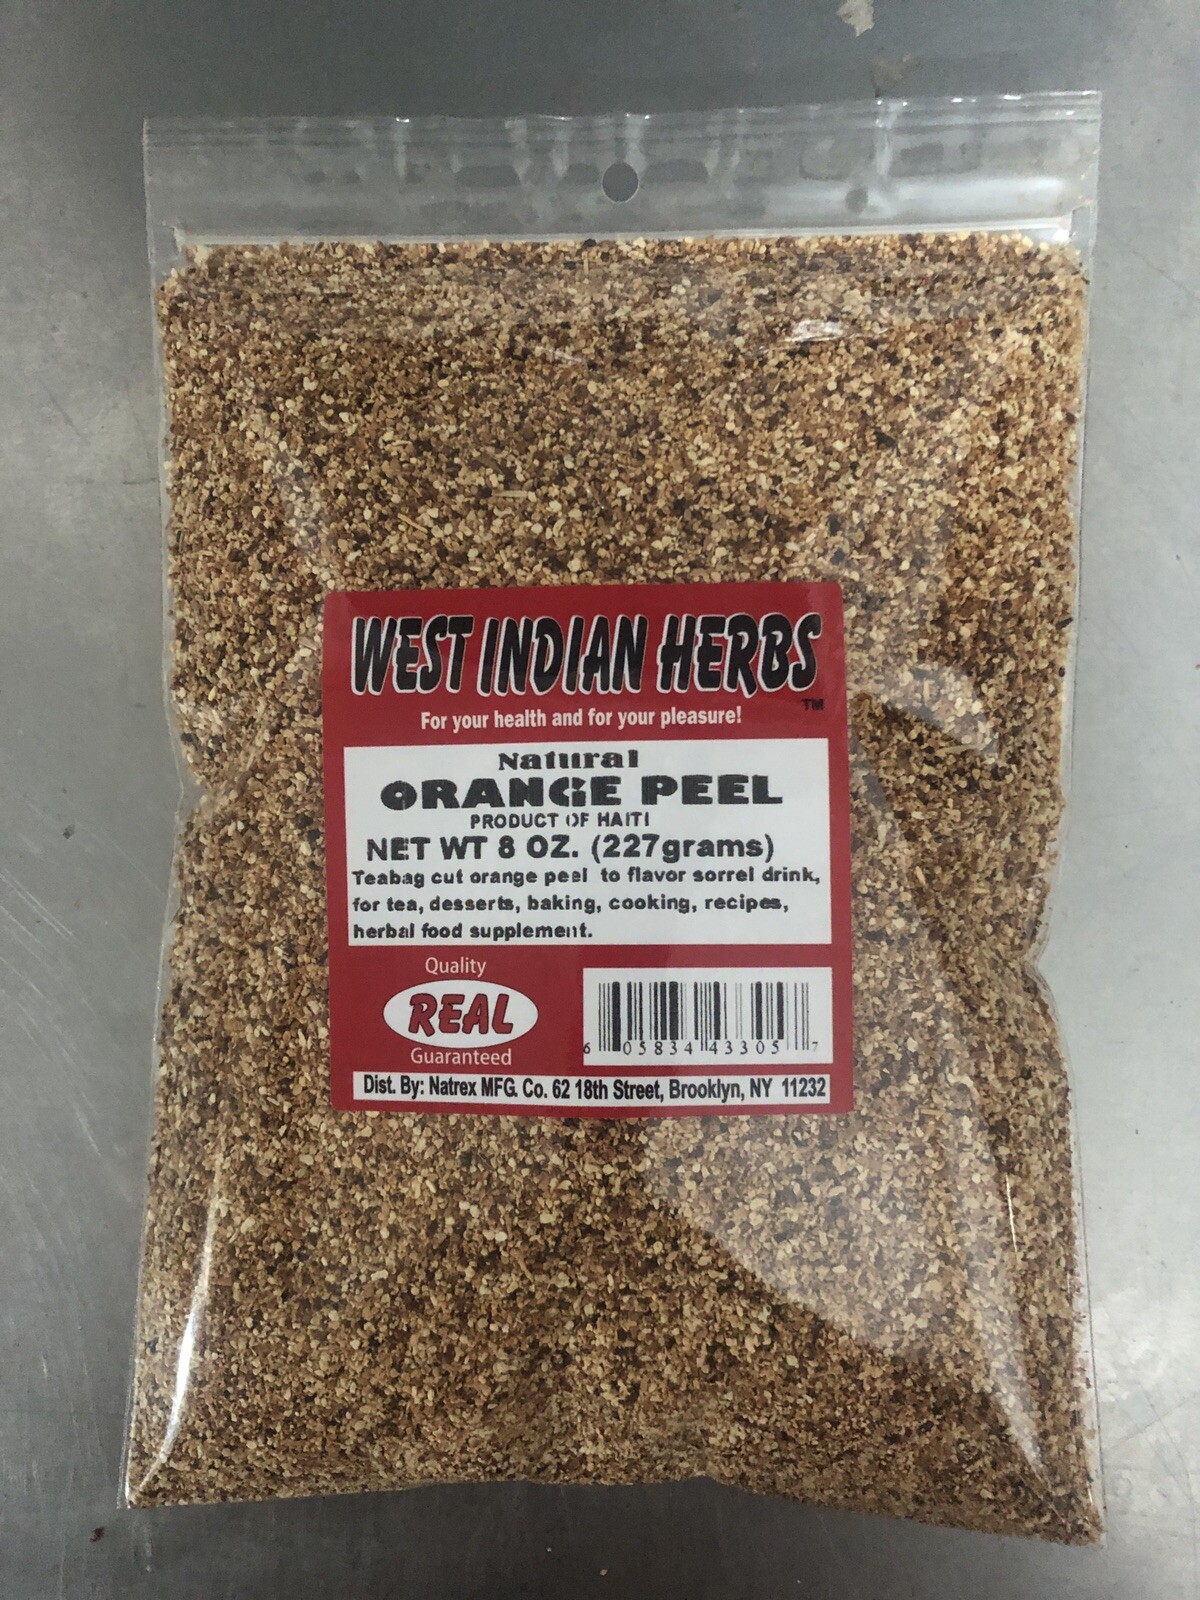 WEST INDIAN HERBS
TM
For your health and for your pleasure!
Natural
ORANGE PEEL
PRODUCT OF HAITI
NET WT 8 OZ. (227grams)
Teabag cut orange peel to flavor sorrel drink,
for tea, desserts, baking, cooking, recipes,
herbal food supplement.
Quality
REAL
Guaranteed
6 05834 43305 7
Dist. By: Natrex MFG. Co. 62 18th Street, Brooklyn, NY 11232